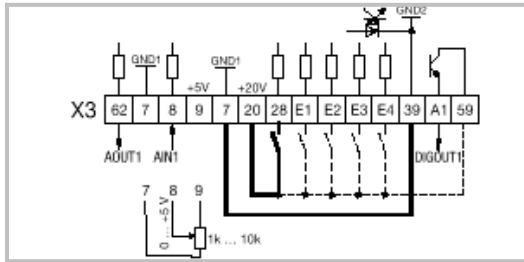 GND2
GND1 GND1
+5V +20V
X3 62 7 8 9 7 20 28 E1 E2 E3 E4 39 A1 59
AOUT1 AIN1 DIGOUT1
7 8 9
0 ... +5 V
1k ... 10k